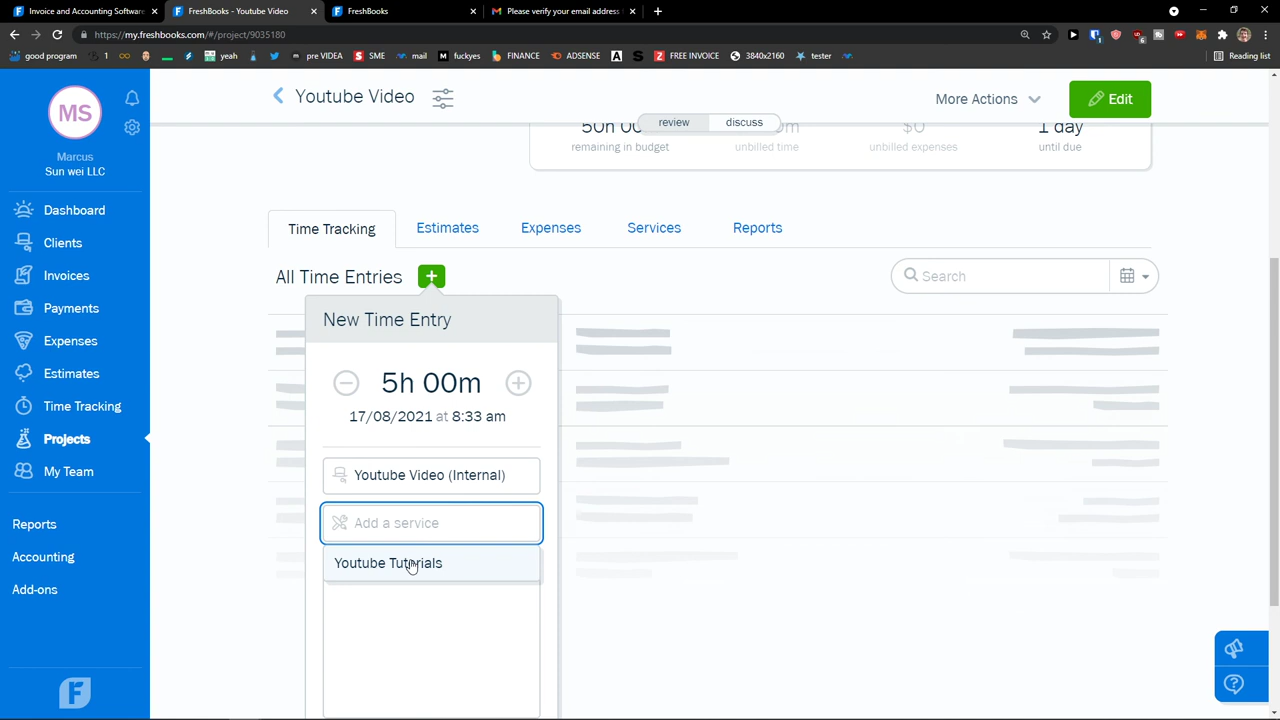 Invoice and Accounting Software
FreshBooks - Youtube Video
FreshBooks
Please verify your email address
https://my.freshbooks.com/#/project/9035180
good program
1
yeah
pre VIDEA
SME
mail
fuckyes
FINANCE
ADSENSE
FREE INVOICE
3840x2160
tester
Reading list
MS
Marcus
Sun wei LLC
Dashboard
Clients
Invoices
Payments
Expenses
Estimates
Time Tracking
Projects
My Team
Reports
Accounting
Add-ons
Youtube Video
More Actions
Edit
review
discuss
1 day
remaining in budget
unbilled time
unbilled expenses
until due
Time Tracking
Estimates
Expenses
Services
Reports
All Time Entries
Search
New Time Entry
5h 00m
17/08/2021 at 8:33 am
Youtube Video (Internal)
Add a service
Youtube Tutorials